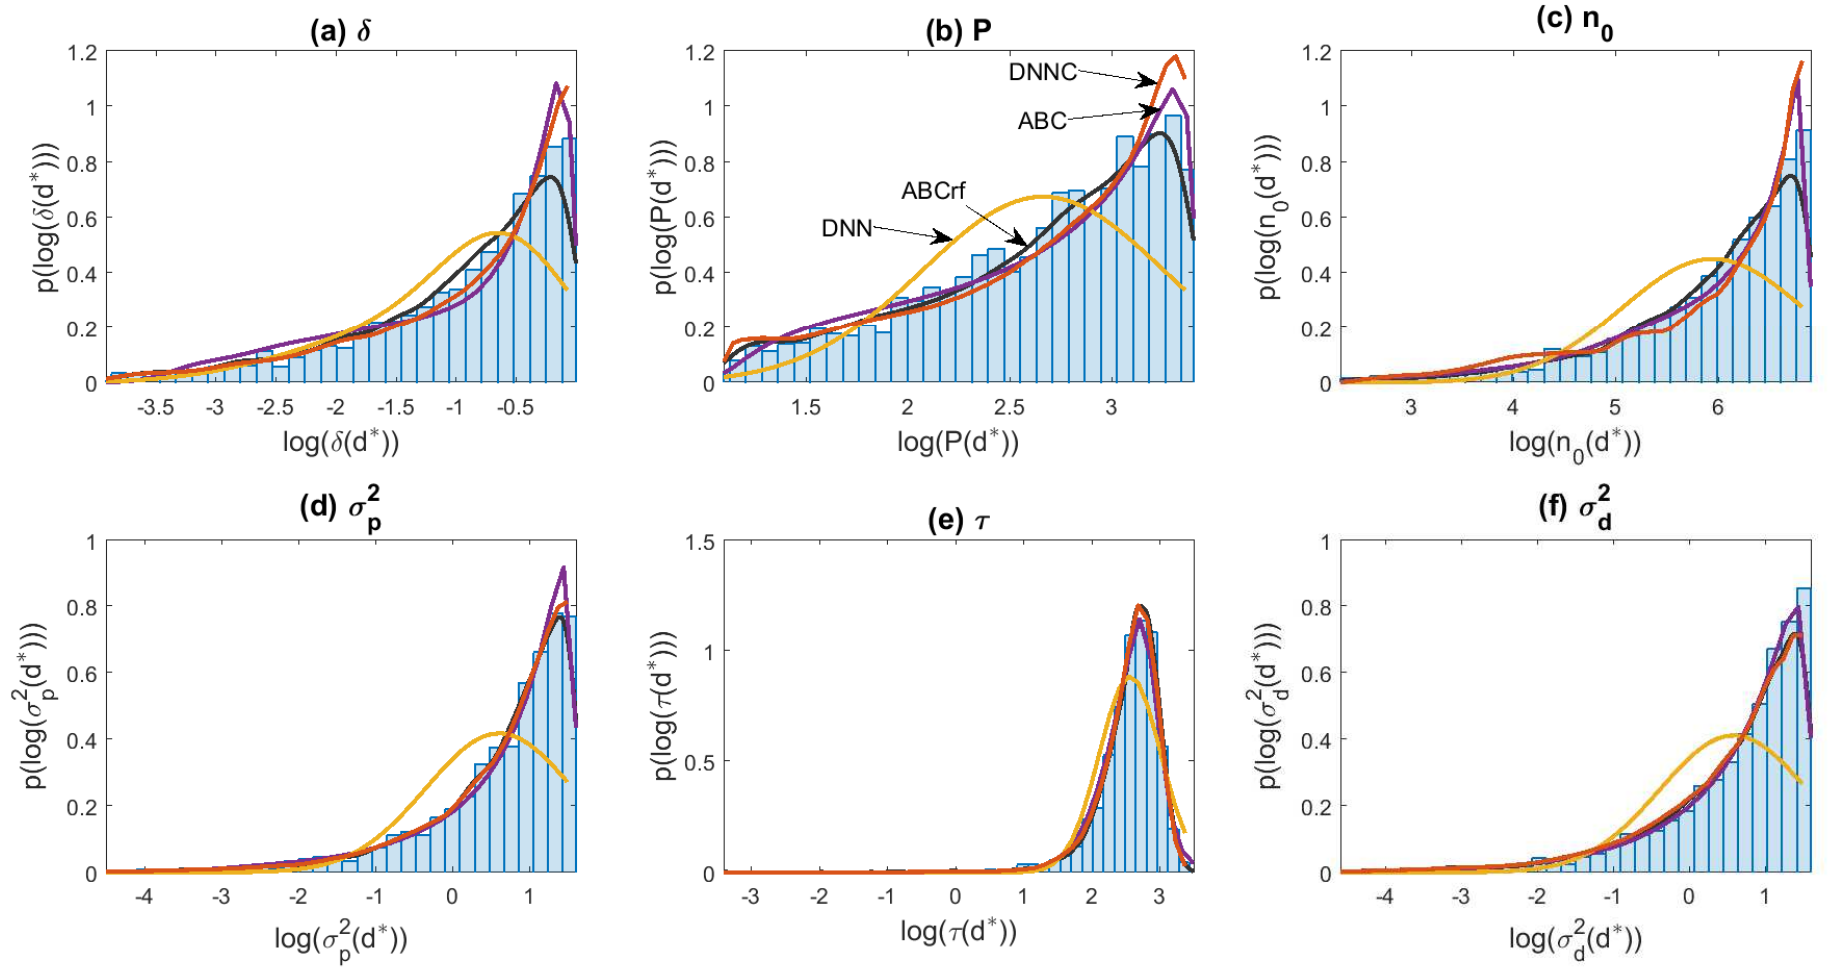 (a) δ
p(log(δ(d*)))
1.2
1
0.8
0.6
0.4
0.2
0
-3.5 -3 -2.5 -2 -1.5 -1 -0.5
log(δ(d*))
(b) P
p(log(P(d*)))
1.2
1
0.8
0.6
0.4
0.2
0
DNNC
ABC
ABCrf
DNN
1.5 2 2.5 3
log(P(d*))
(c) n₀
p(log(n₀(d*)))
1.2
1
0.8
0.6
0.4
0.2
0
3 4 5 6
log(n₀(d*))
(d) σ²ₚ
p(log(σ²ₚ(d*)))
1
0.8
0.6
0.4
0.2
0
-4 -3 -2 -1 0 1
log(σ²ₚ(d*))
(e) τ
p(log(τ(d*)))
1.5
1
0.5
0
-3 -2 -1 0 1 2 3
log(τ(d*))
(f) σ²_d
p(log(σ²_d(d*)))
1
0.8
0.6
0.4
0.2
0
-4 -3 -2 -1 0 1
log(σ²_d(d*))